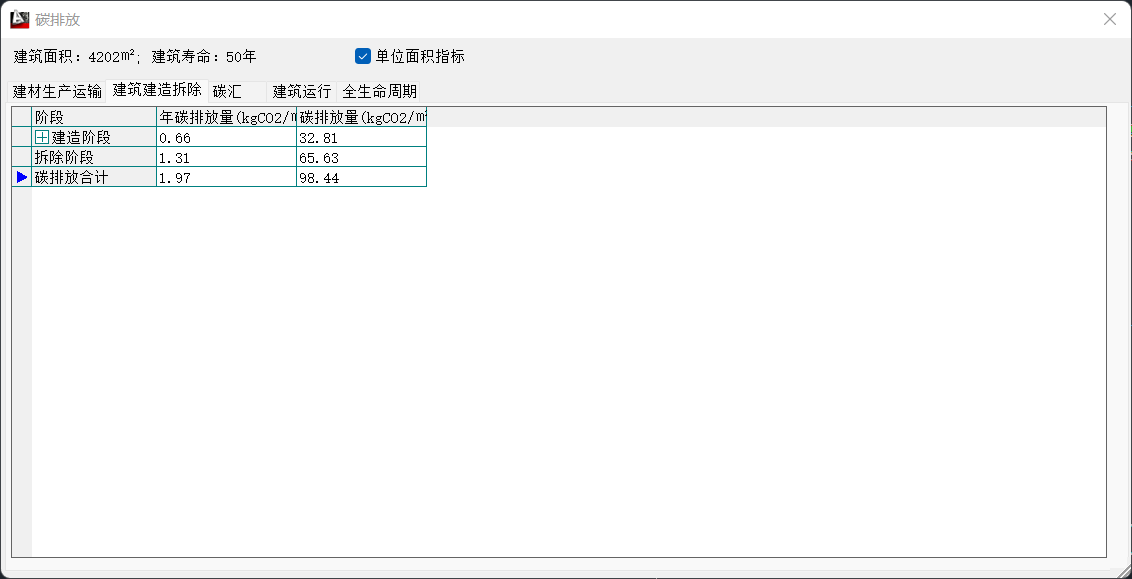 碳排放
建筑面积：4202㎡；建筑寿命：50年 单位面积指标
建材生产运输 建筑建造拆除 碳汇 建筑运行 全生命周期
阶段 年碳排放量(kgCO2/㎡ 碳排放量(kgCO2/㎡
建造阶段 0.66 32.81
拆除阶段 1.31 65.63
碳排放合计 1.97 98.44